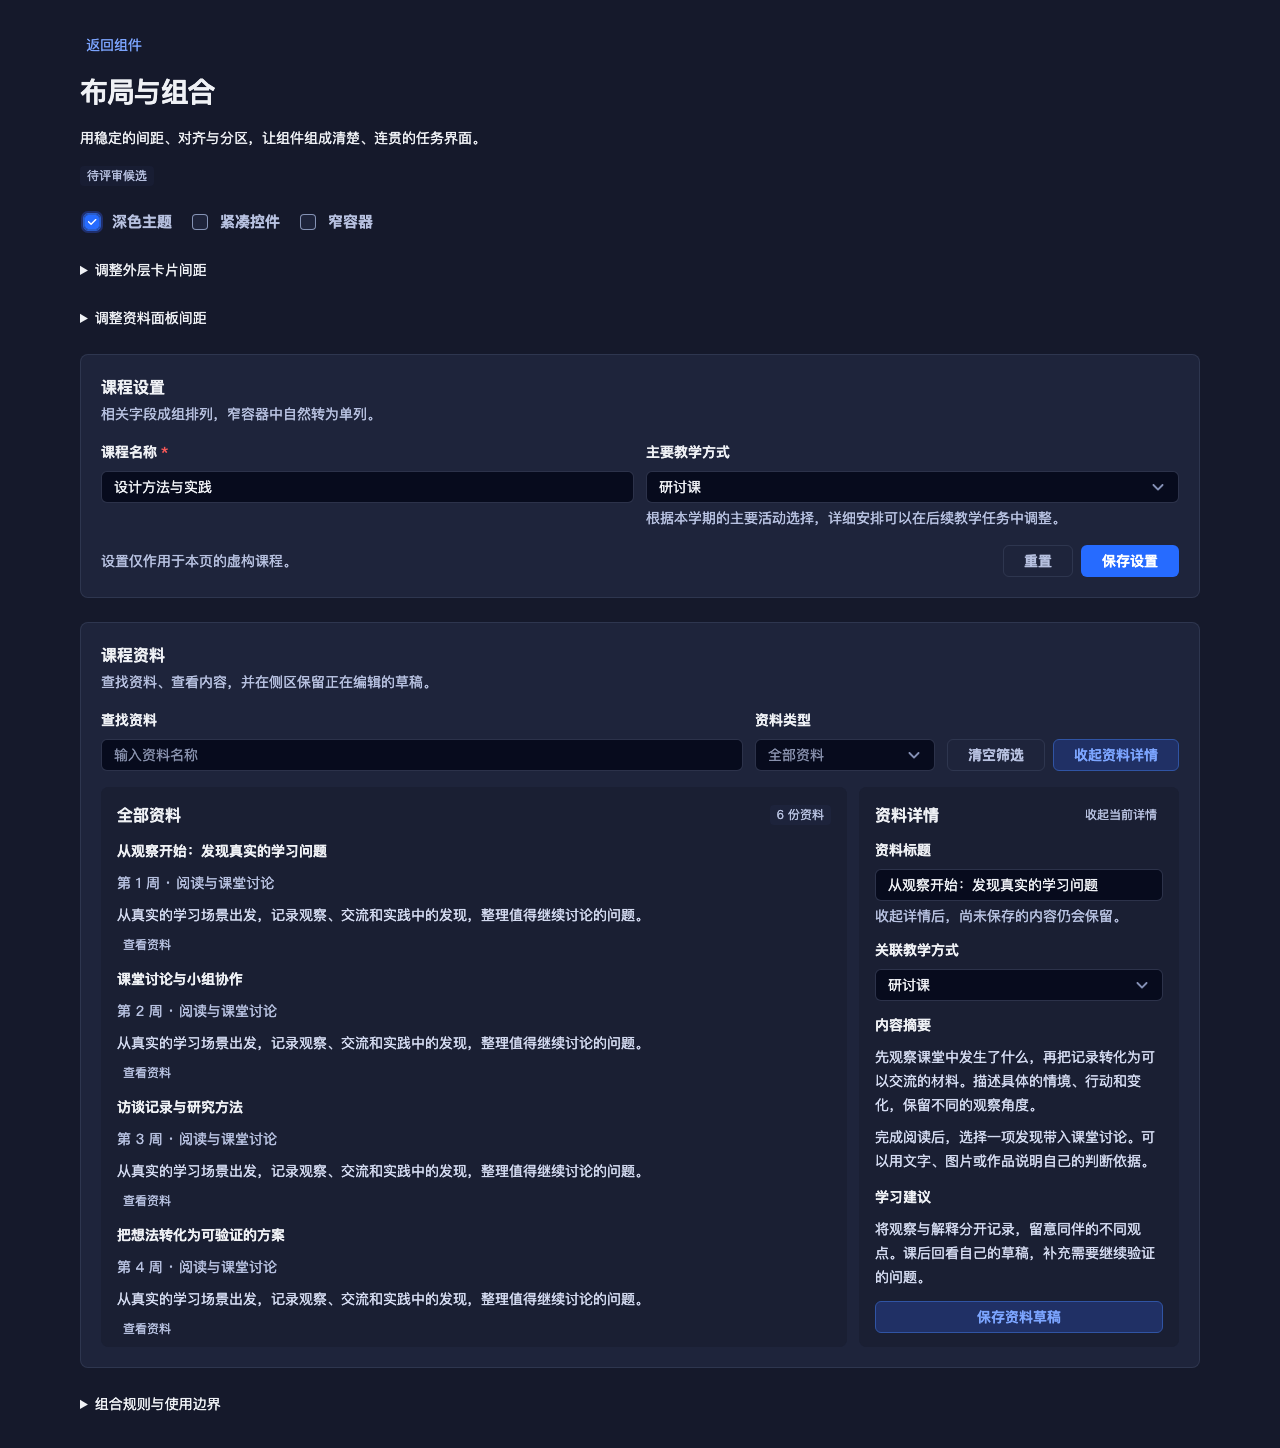 返回组件
布局与组合
用稳定的间距、对齐与分区，让组件组成清楚、连贯的任务界面。
待评审候选
深色主题 紧凑控件 窄容器
调整外层卡片间距
调整资料面板间距
课程设置
相关字段成组排列，窄容器中自然转为单列。
课程名称 * 主要教学方式
设计方法与实践 研讨课
根据本学期的主要活动选择，详细安排可以在后续教学任务中调整。
设置仅作用于本页的虚构课程。 重置 保存设置
课程资料
查找资料、查看内容，并在侧区保留正在编辑的草稿。
查找资料 资料类型
输入资料名称 全部资料 清空筛选 收起资料详情
全部资料 6 份资料
从观察开始：发现真实的学习问题
第 1 周 · 阅读与课堂讨论
从真实的学习场景出发，记录观察、交流和实践中的发现，整理值得继续讨论的问题。
查看资料
课堂讨论与小组协作
第 2 周 · 阅读与课堂讨论
从真实的学习场景出发，记录观察、交流和实践中的发现，整理值得继续讨论的问题。
查看资料
访谈记录与研究方法
第 3 周 · 阅读与课堂讨论
从真实的学习场景出发，记录观察、交流和实践中的发现，整理值得继续讨论的问题。
查看资料
把想法转化为可验证的方案
第 4 周 · 阅读与课堂讨论
从真实的学习场景出发，记录观察、交流和实践中的发现，整理值得继续讨论的问题。
查看资料
资料详情 收起当前详情
资料标题
从观察开始：发现真实的学习问题
收起详情后，尚未保存的内容仍会保留。
关联教学方式
研讨课
内容摘要
先观察课堂中发生了什么，再把记录转化为可
以交流的材料。描述具体的情境、行动和变
化，保留不同的观察角度。
完成阅读后，选择一项发现带入课堂讨论。可
以用文字、图片或作品说明自己的判断依据。
学习建议
将观察与解释分开记录，留意同伴的不同观
点。课后回看自己的草稿，补充需要继续验证
的问题。
保存资料草稿
组合规则与使用边界